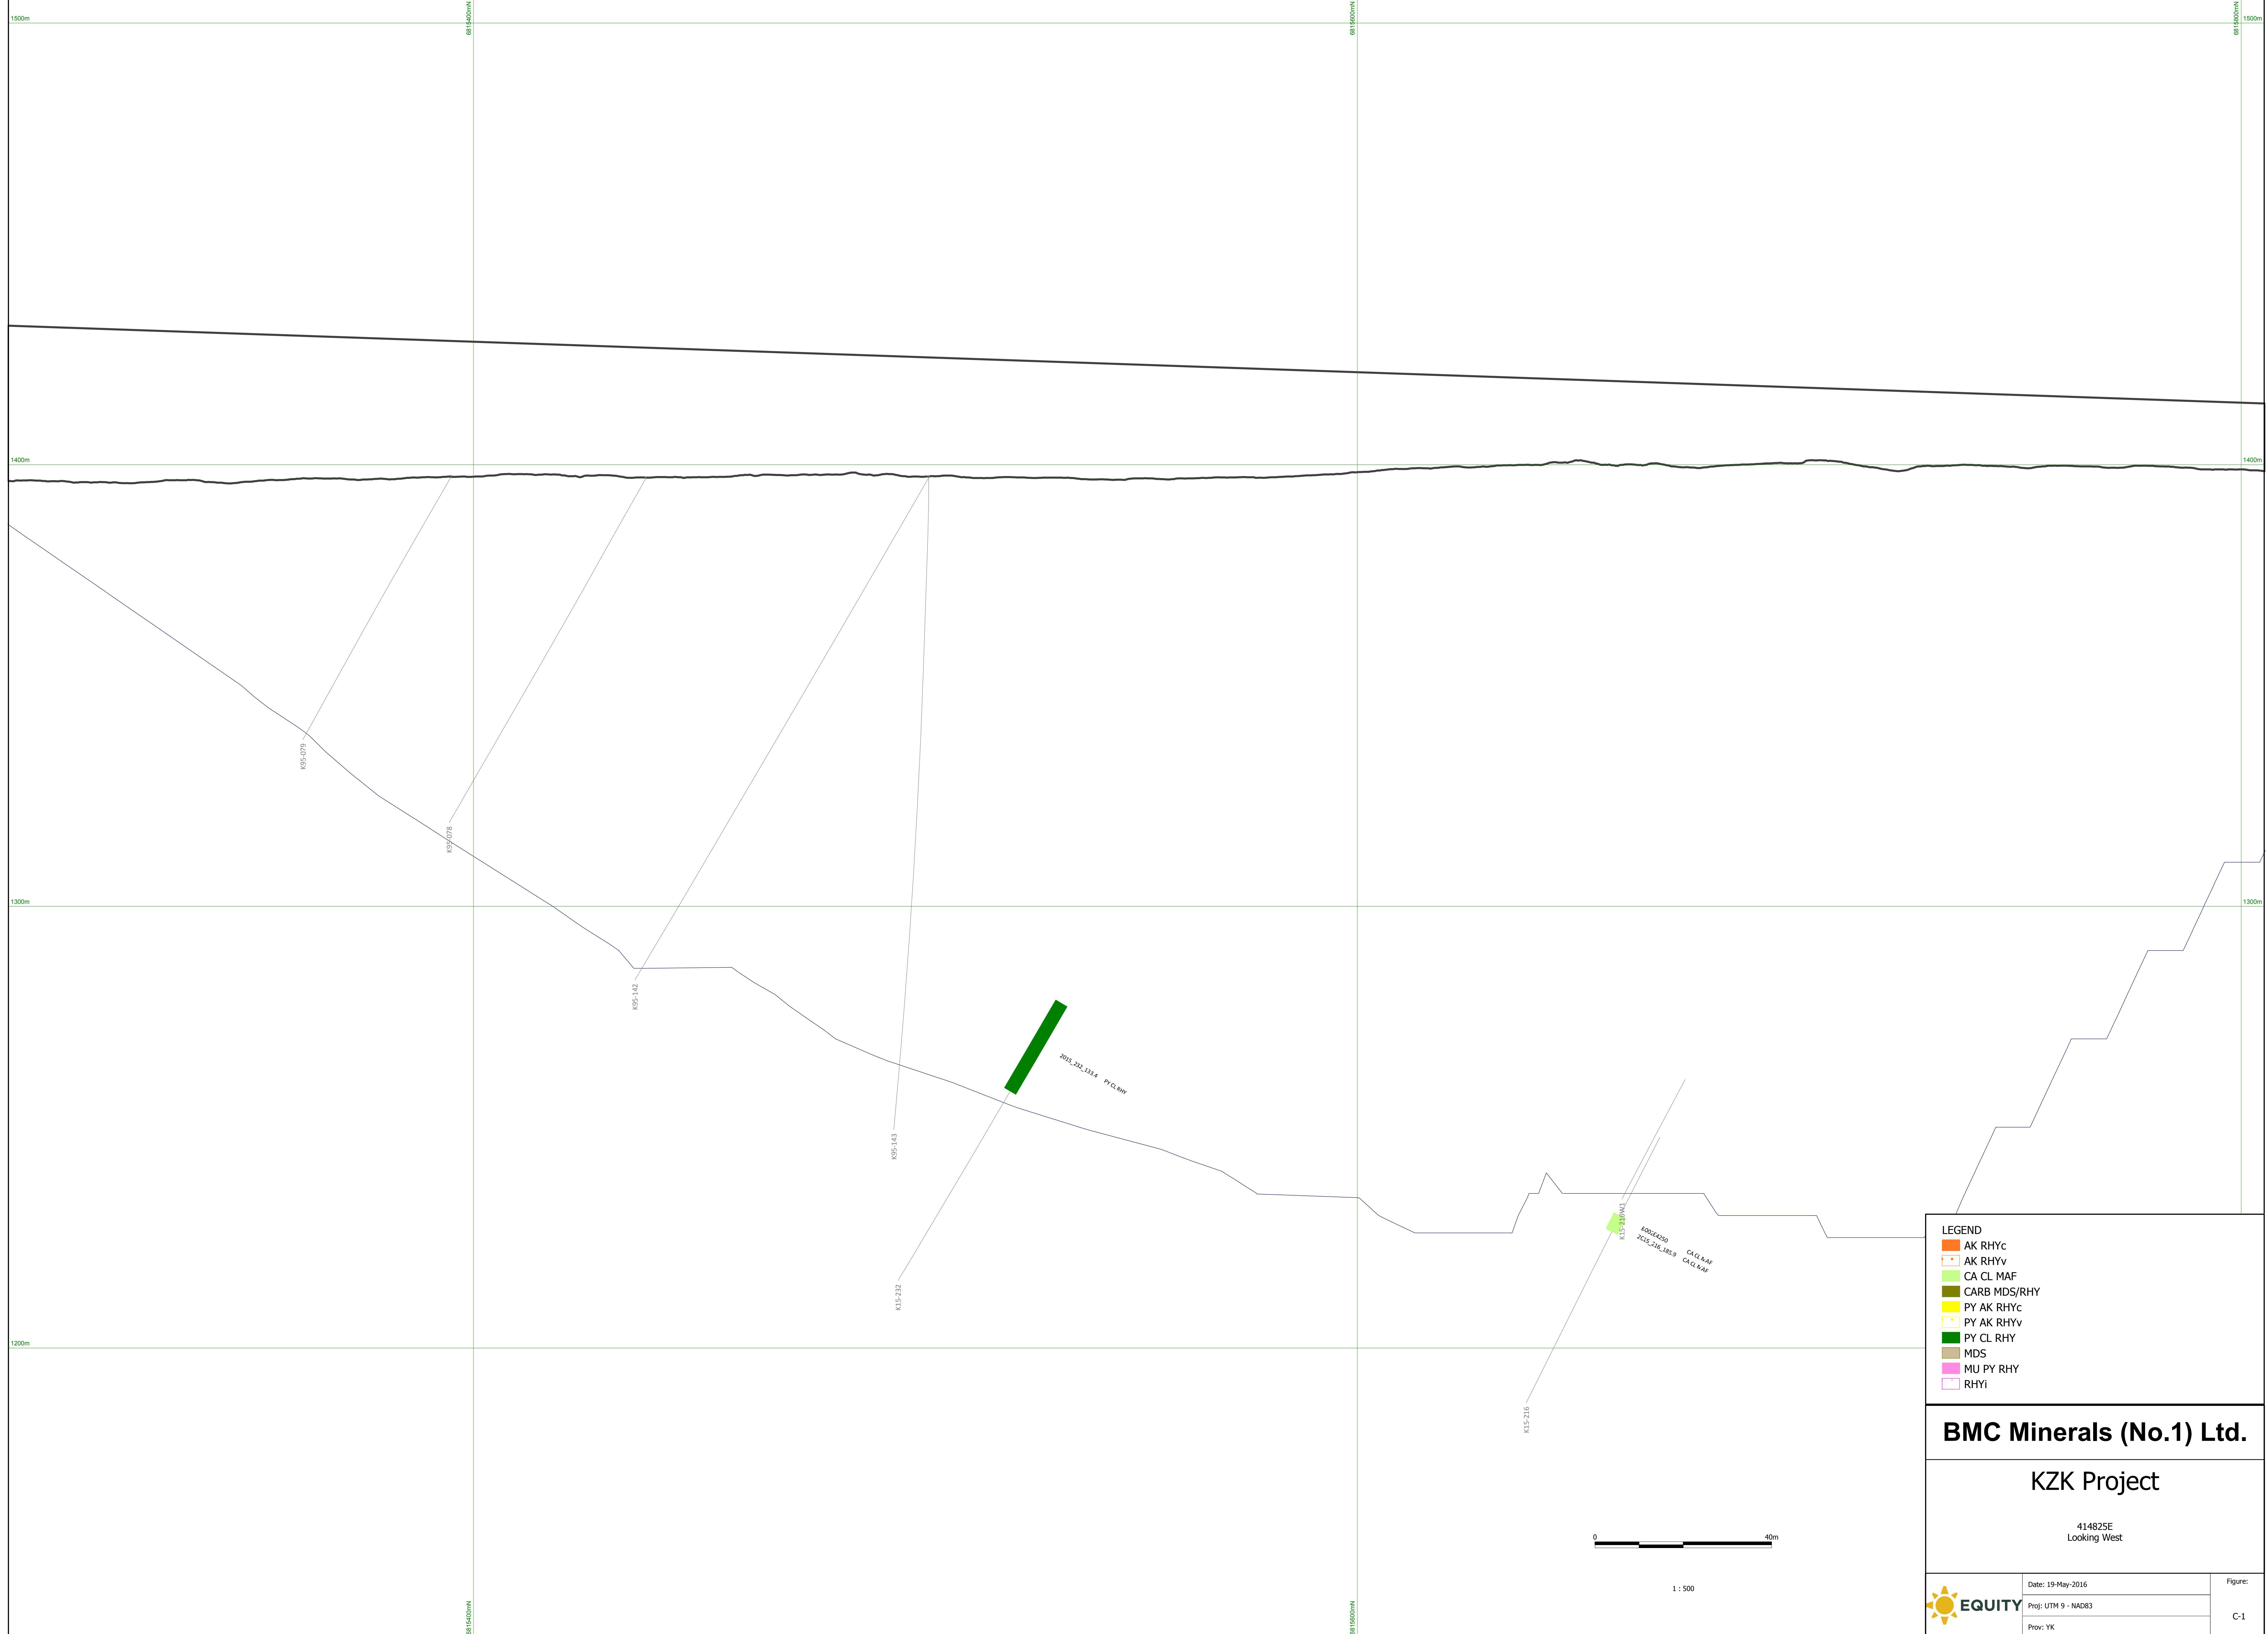 6815400mN
6815600mN
6815800mN
1500m
1500m
1400m
1400m
1300m
1300m
1200m
K95-079
K95-078
K95-142
K95-143
2015_232_133.4 PY CL RHY
K15-232
K15-216W1
CA CL
CA CL
K15-216
LEGEND
AK RHYc
AK RHYv
CA CL MAF
CARB MDS/RHY
PY AK RHYc
PY AK RHYv
PY CL RHY
MDS
MU PY RHY
RHYi
BMC Minerals (No.1) Ltd.
KZK Project
414825E
Looking West
0 40m
1 : 500
EQUITY
Date: 19-May-2016
Proj: UTM 9 - NAD83
Prov: YK
Figure:
C-1
6815400mN
6815600mN